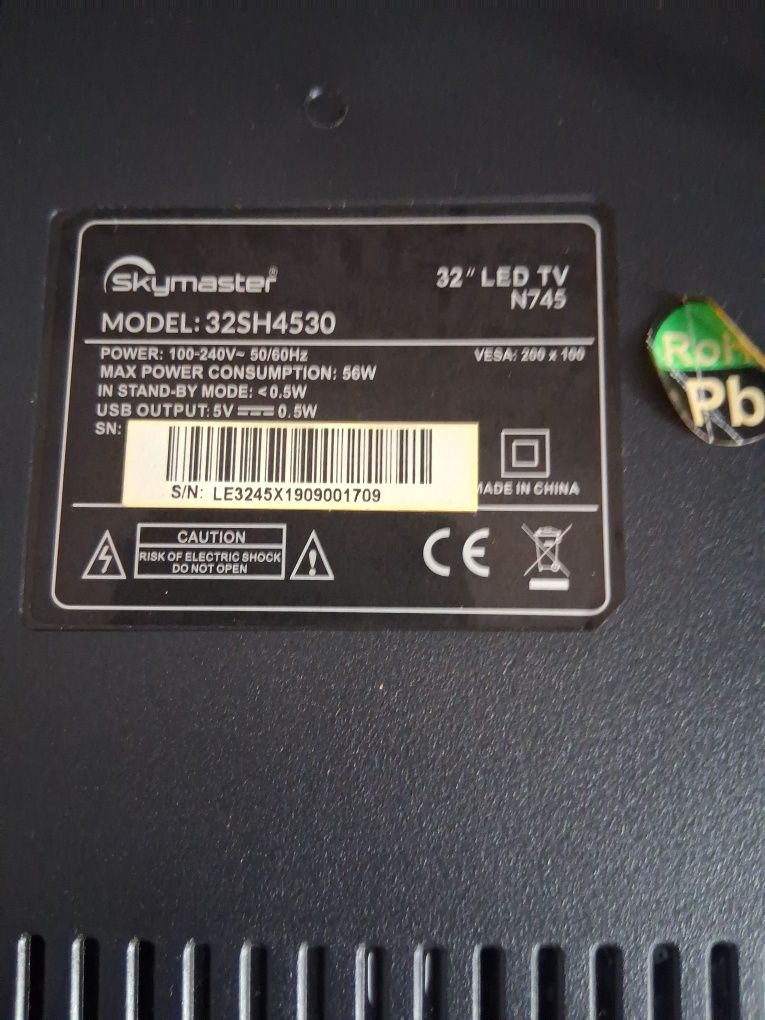 Skymaster®
32" LED TV
N745
MODEL: 32SH4530
POWER: 100-240V~ 50/60Hz
VESA: 200 x 100
MAX POWER CONSUMPTION: 56W
IN STAND-BY MODE: <0.5W
USB OUTPUT: 5V 0.5W
SN:
S/N: LE3245X1909001709
MADE IN CHINA
CAUTION
RISK OF ELECTRIC SHOCK
DO NOT OPEN
CE
Pb